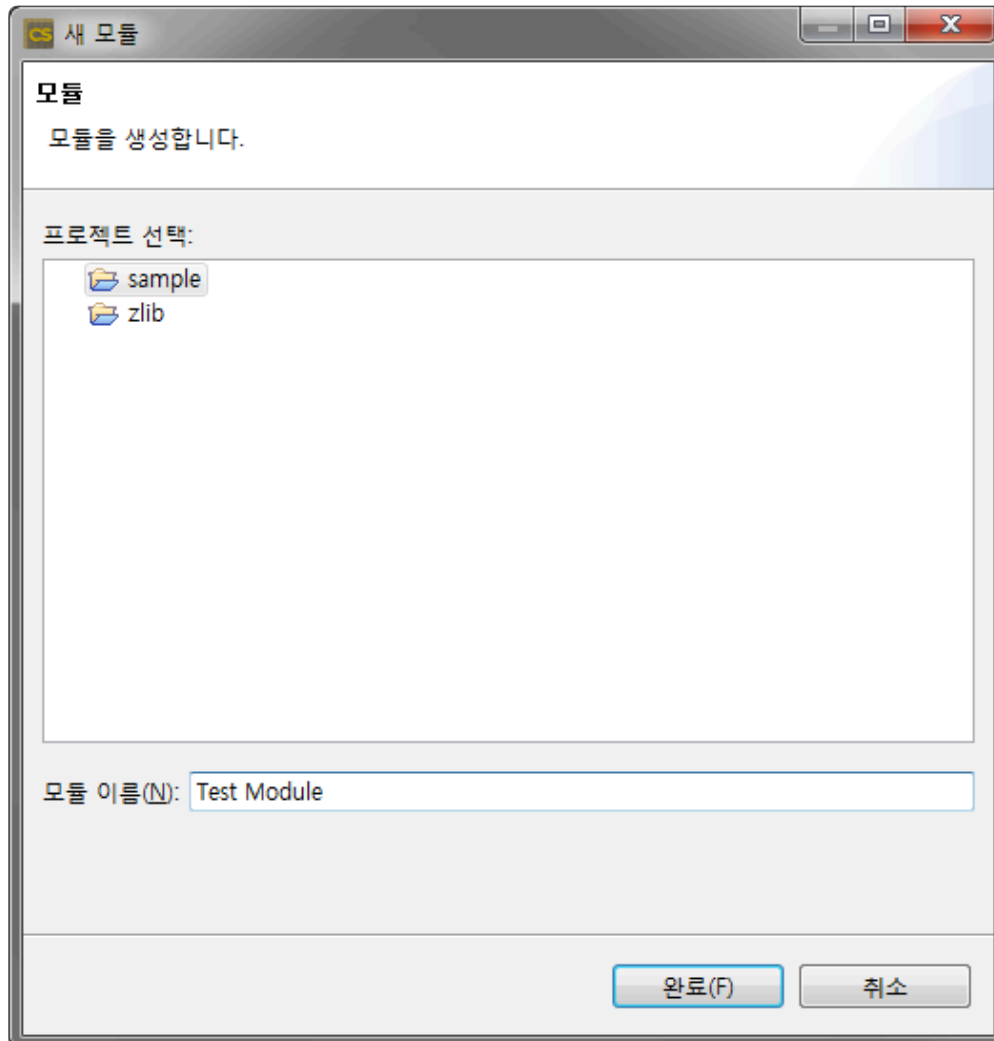 CS 새 모듈
모듈
모듈을 생성합니다.
프로젝트 선택:
sample
zlib
모듈 이름(N): Test Module
완료(F) 취소